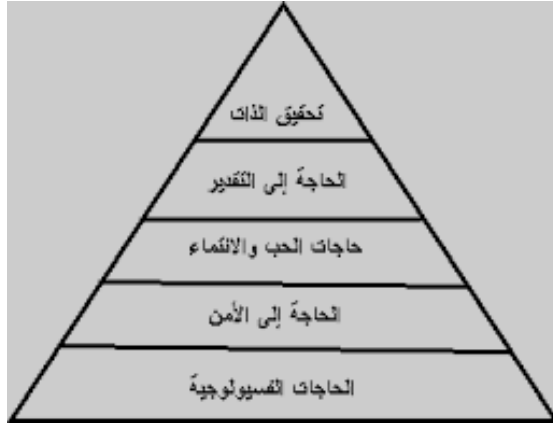 تحقيق الذات
الحاجة إلى التقدير
حاجات الحب والانتماء
الحاجة إلى الأمن
الحاجات الفسيولوجية